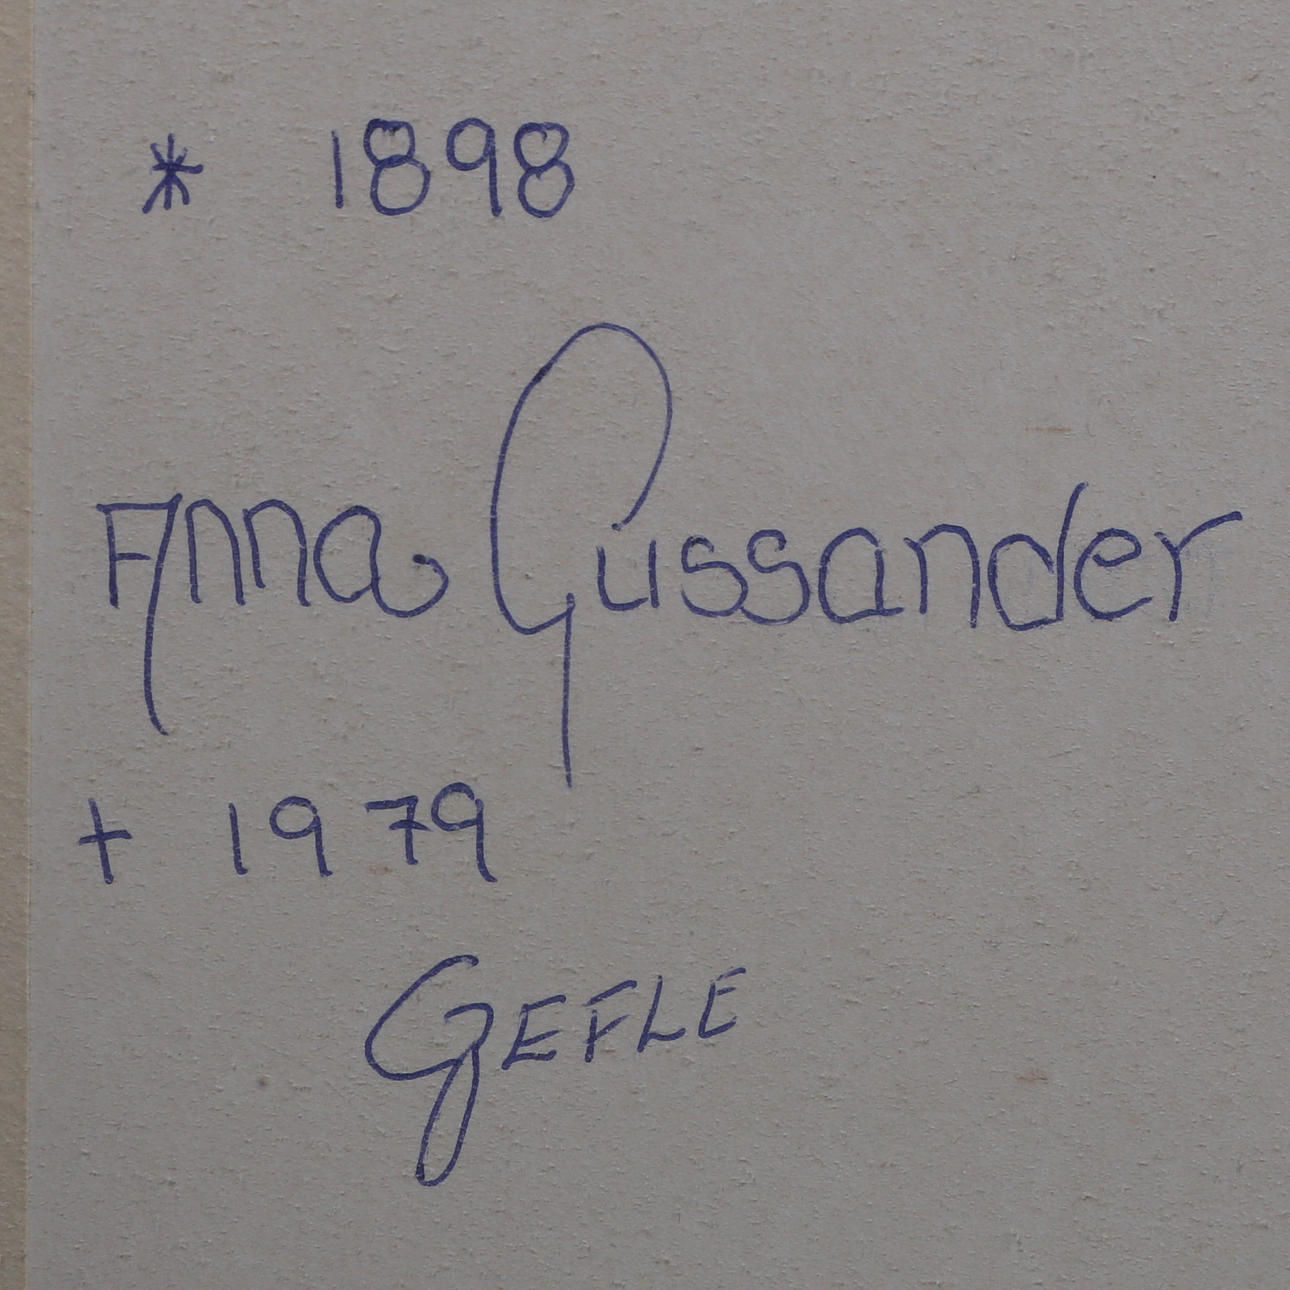 * 1898
Anna Gussander
+ 1979
GEFLE